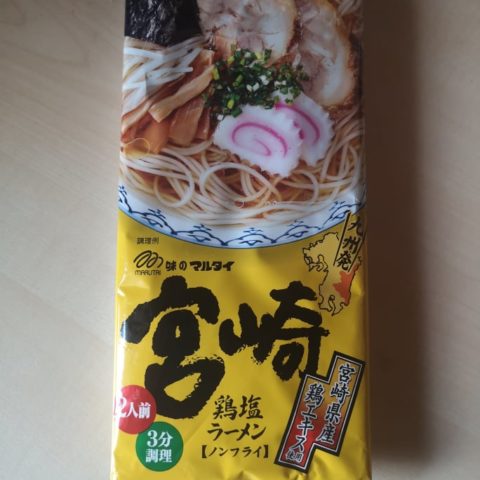 九州発
調理例
MARUTAI
味のマルタイ
宮崎
宮崎県産
鶏エキス使用
2人前
3分
調理
鶏塩
ラーメン
【ノンフライ】